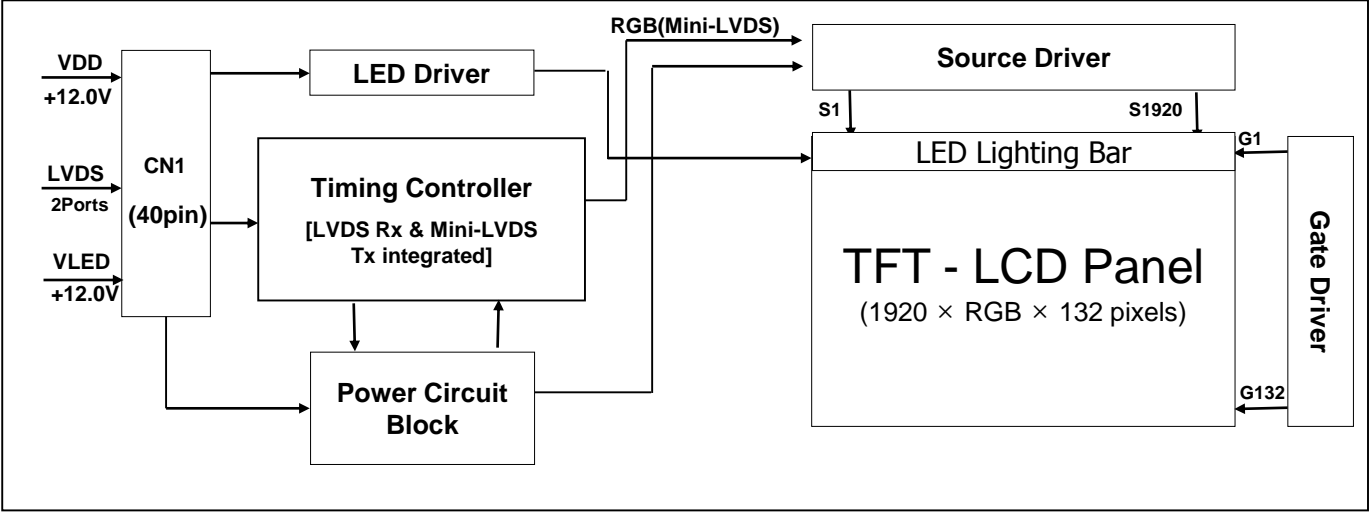 VDD
+12.0V
LVDS
2Ports
VLED
+12.0V
CN1
(40pin)
LED Driver
Timing Controller
[LVDS Rx & Mini-LVDS
Tx integrated]
Power Circuit
Block
RGB(Mini-LVDS)
Source Driver
S1
S1920
LED Lighting Bar
G1
TFT - LCD Panel
(1920 × RGB × 132 pixels)
G132
Gate Driver